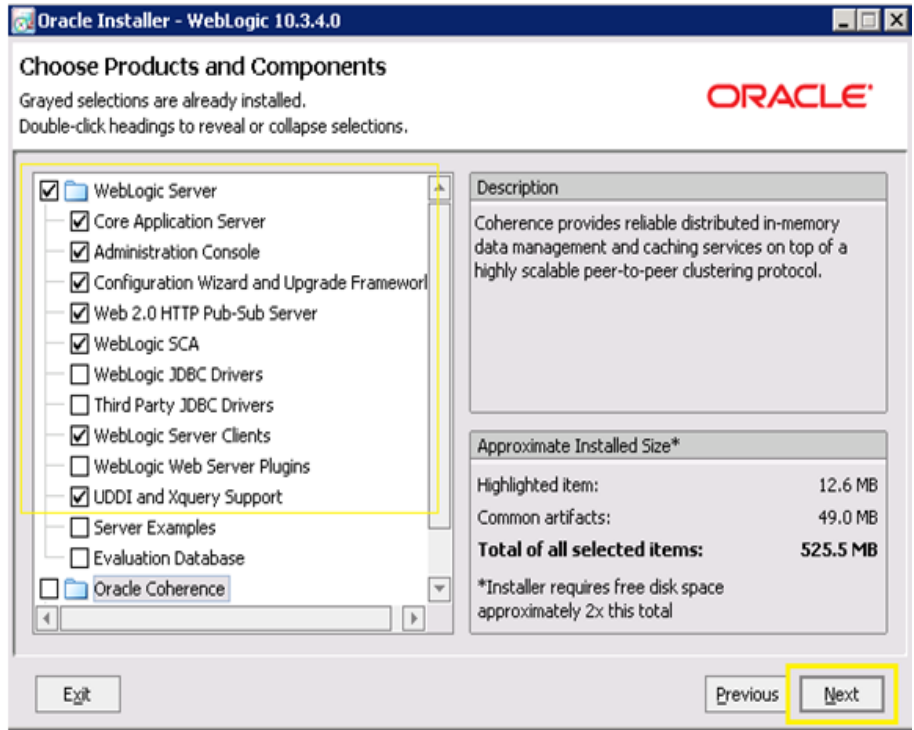 Oracle Installer - WebLogic 10.3.4.0
Choose Products and Components
Grayed selections are already installed.
Double-click headings to reveal or collapse selections.
ORACLE
WebLogic Server
Core Application Server
Administration Console
Configuration Wizard and Upgrade Framework
Web 2.0 HTTP Pub-Sub Server
WebLogic SCA
WebLogic JDBC Drivers
Third Party JDBC Drivers
WebLogic Server Clients
WebLogic Web Server Plugins
UDDI and Xquery Support
Server Examples
Evaluation Database
Oracle Coherence
Description
Coherence provides reliable distributed in-memory
data management and caching services on top of a
highly scalable peer-to-peer clustering protocol.
Approximate Installed Size*
Highlighted item: 12.6 MB
Common artifacts: 49.0 MB
Total of all selected items: 525.5 MB
*Installer requires free disk space
approximately 2x this total
Exit
Previous
Next